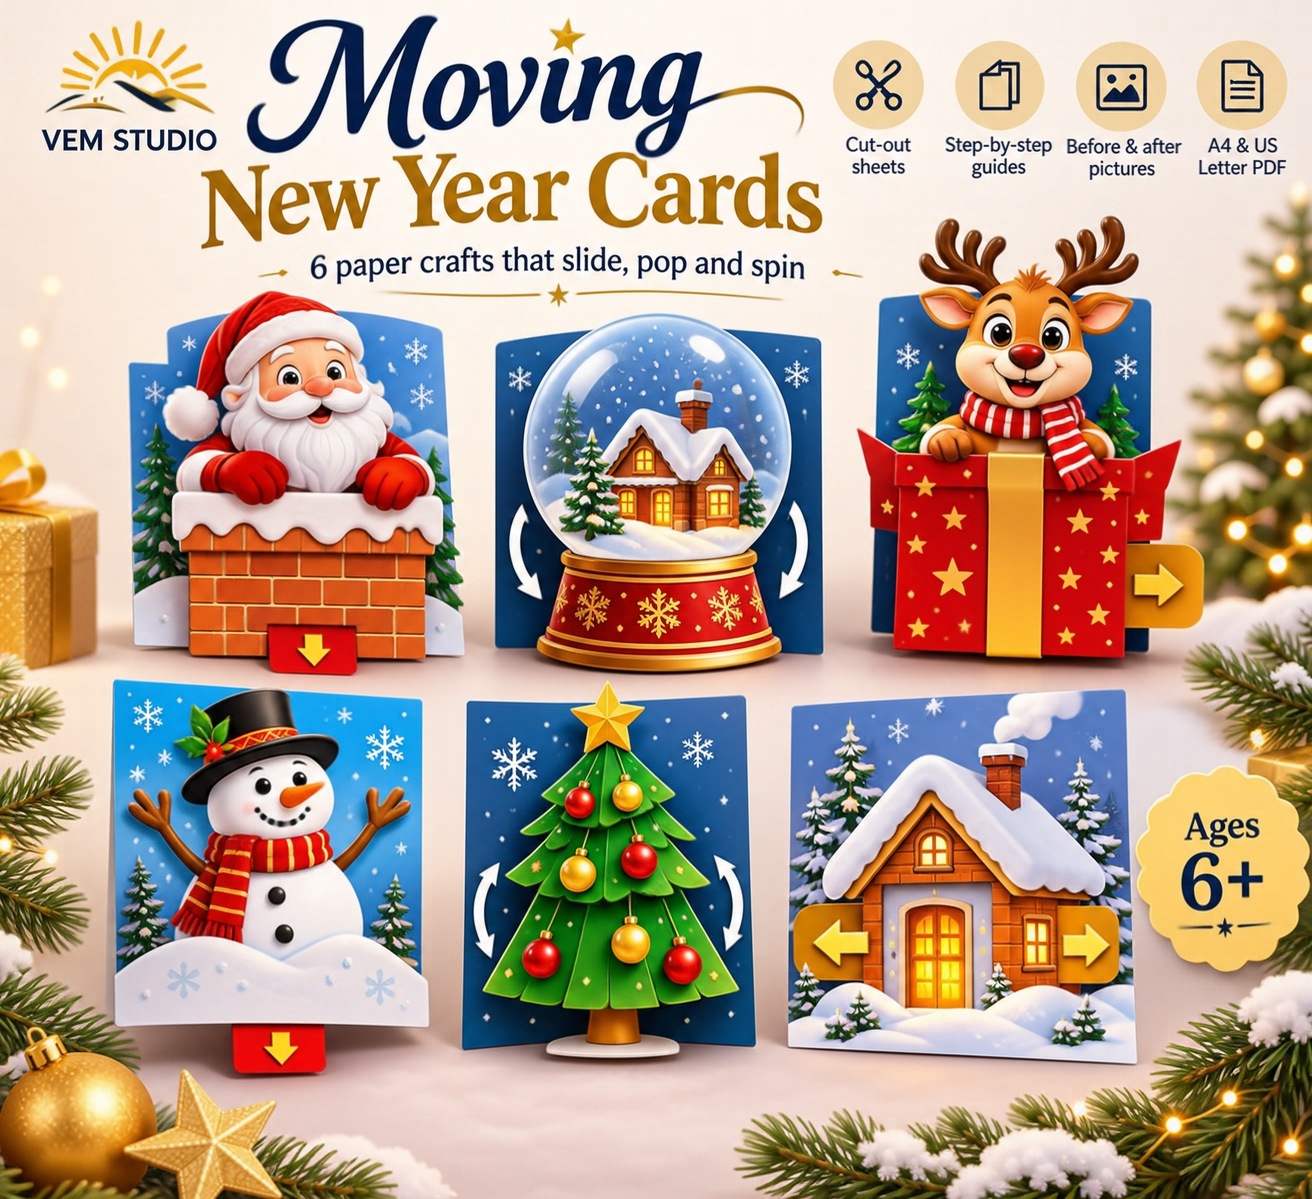 VEM STUDIO
Moving
New Year Cards
6 paper crafts that slide, pop and spin
Cut-out
sheets
Step-by-step
guides
Before & after
pictures
A4 & US
Letter PDF
Ages
6+